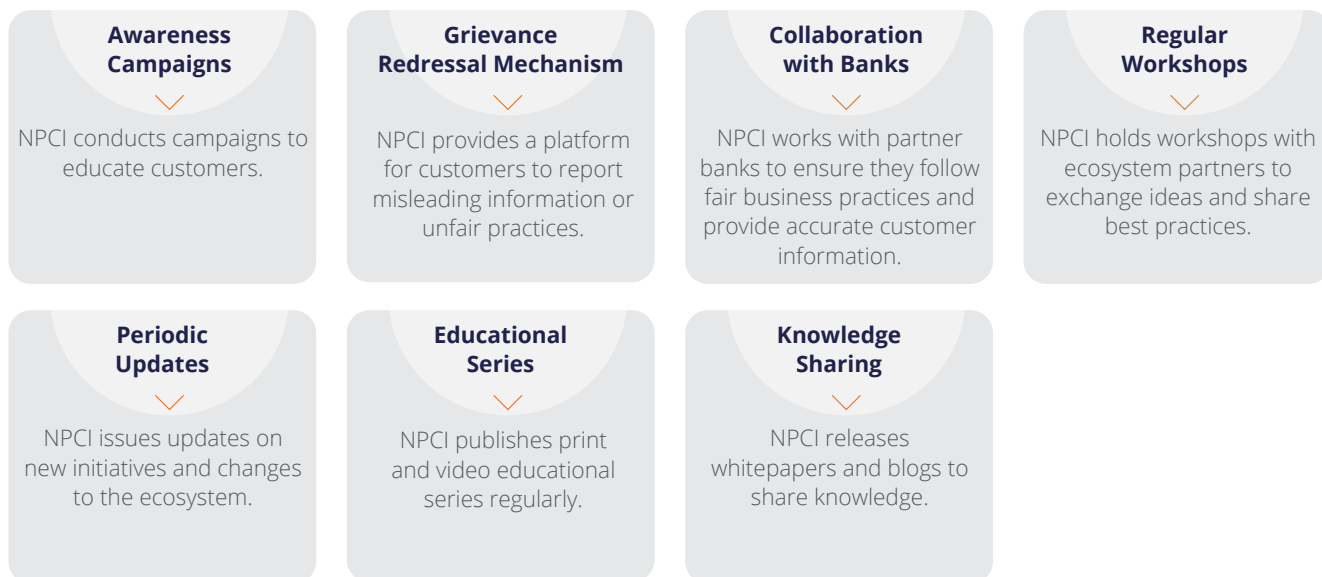 Awareness
Campaigns
NPCI conducts campaigns to
educate customers.
Grievance
Redressal Mechanism
NPCI provides a platform
for customers to report
misleading information or
unfair practices.
Collaboration
with Banks
NPCI works with partner
banks to ensure they follow
fair business practices and
provide accurate customer
information.
Regular
Workshops
NPCI holds workshops with
ecosystem partners to
exchange ideas and share
best practices.
Periodic
Updates
NPCI issues updates on
new initiatives and changes
to the ecosystem.
Educational
Series
NPCI publishes print
and video educational
series regularly.
Knowledge
Sharing
NPCI releases
whitepapers and blogs to
share knowledge.